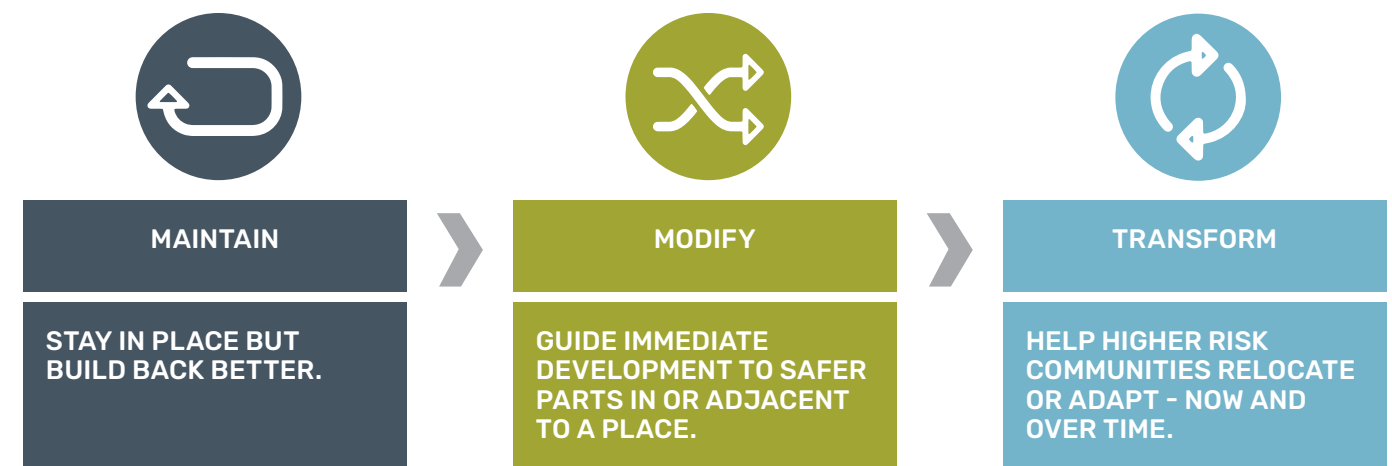 MAINTAIN
STAY IN PLACE BUT
BUILD BACK BETTER.
MODIFY
GUIDE IMMEDIATE
DEVELOPMENT TO SAFER
PARTS IN OR ADJACENT
TO A PLACE.
TRANSFORM
HELP HIGHER RISK
COMMUNITIES RELOCATE
OR ADAPT - NOW AND
OVER TIME.